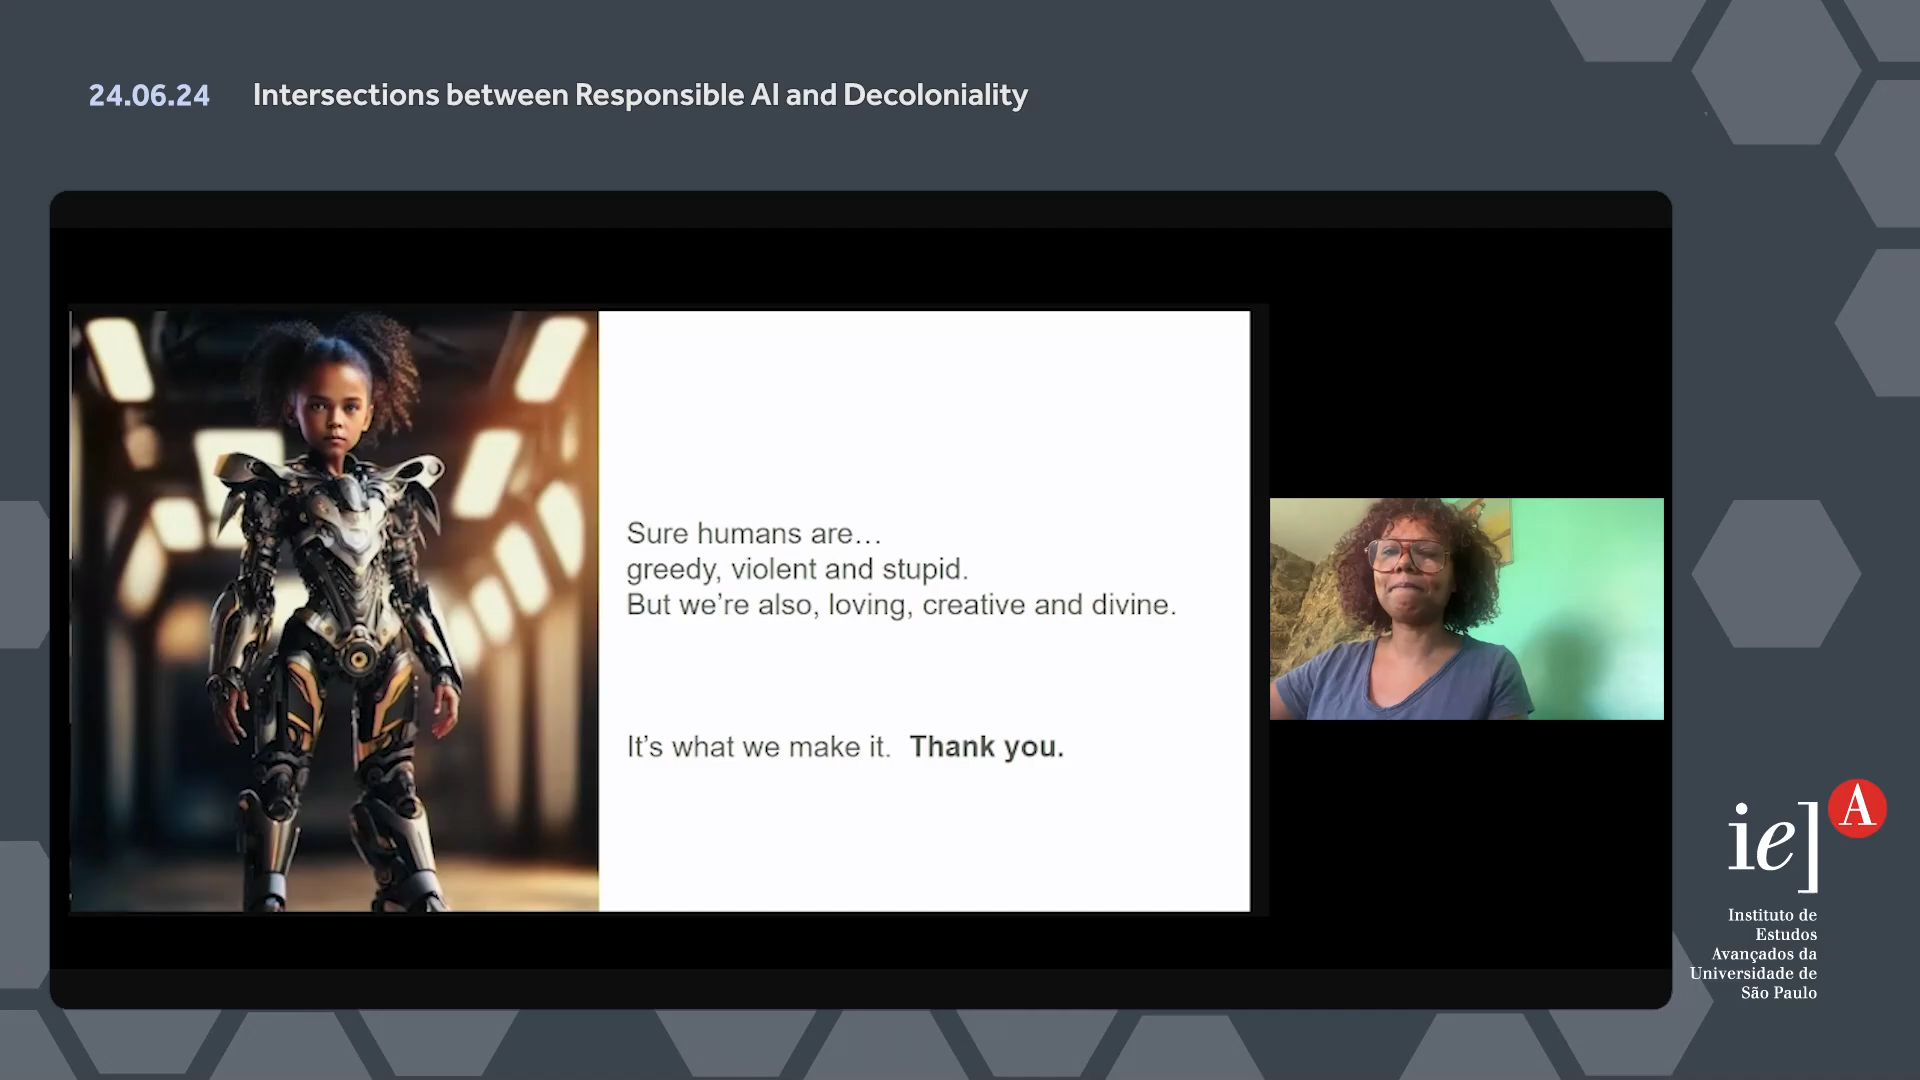 24.06.24 Intersections between Responsible AI and Decoloniality
Sure humans are…
greedy, violent and stupid.
But we’re also, loving, creative and divine.
It’s what we make it. Thank you.
ie] A
Instituto de
Estudos
Avançados da
Universidade de
São Paulo